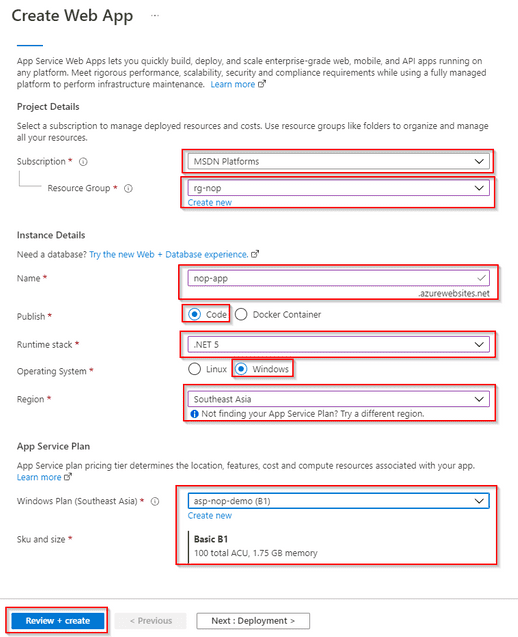 Create Web App ...
App Service Web Apps lets you quickly build, deploy, and scale enterprise-grade web, mobile, and API apps running on
any platform. Meet rigorous performance, scalability, security and compliance requirements while using a fully managed
platform to perform infrastructure maintenance. Learn more
Project Details
Select a subscription to manage deployed resources and costs. Use resource groups like folders to organize and manage
all your resources.
Subscription *
MSDN Platforms
Resource Group *
rg-nop
Create new
Instance Details
Need a database? Try the new Web + Database experience.
Name *
nop-app
.azurewebsites.net
Publish *
Code
Docker Container
Runtime stack *
.NET 5
Operating System *
Linux
Windows
Region *
Southeast Asia
Not finding your App Service Plan? Try a different region.
App Service Plan
App Service plan pricing tier determines the location, features, cost and compute resources associated with your app.
Learn more
Windows Plan (Southeast Asia) *
asp-nop-demo (B1)
Create new
Sku and size *
Basic B1
100 total ACU, 1.75 GB memory
Review + create
< Previous
Next : Deployment >